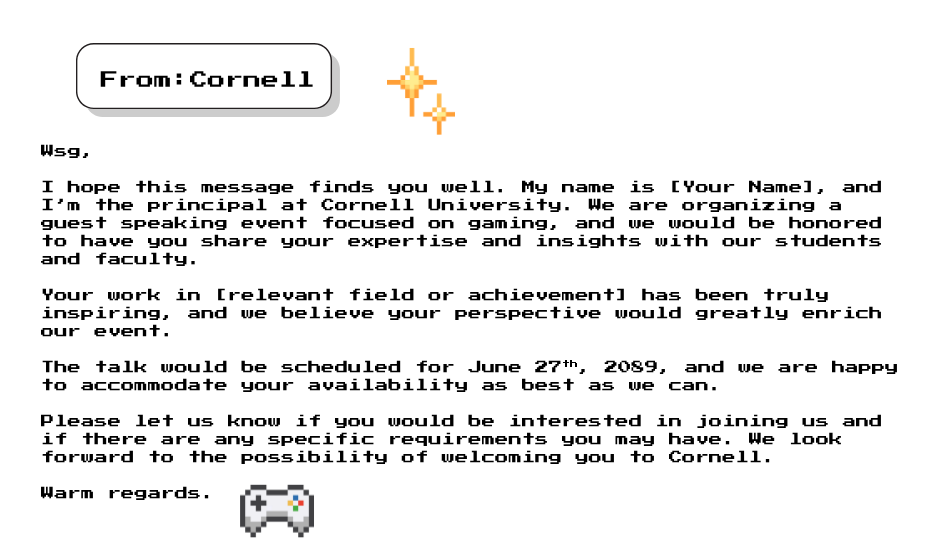 From:Cornell
Wsg,
I hope this message finds you well. My name is [Your Name], and
I'm the principal at Cornell University. We are organizing a
guest speaking event focused on gaming, and we would be honored
to have you share your expertise and insights with our students
and faculty.
Your work in [relevant field or achievement] has been truly
inspiring, and we believe your perspective would greatly enrich
our event.
The talk would be scheduled for June 27th, 2089, and we are happy
to accommodate your availability as best as we can.
Please let us know if you would be interested in joining us and
if there are any specific requirements you may have. We look
forward to the possibility of welcoming you to Cornell.
Warm regards.